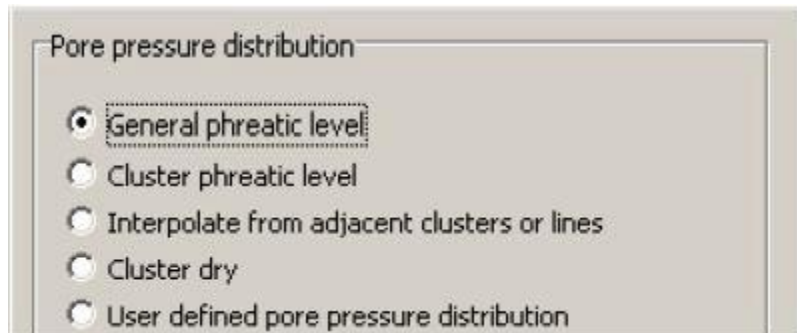 Pore pressure distribution
General phreatic level
Cluster phreatic level
Interpolate from adjacent clusters or lines
Cluster dry
User defined pore pressure distribution